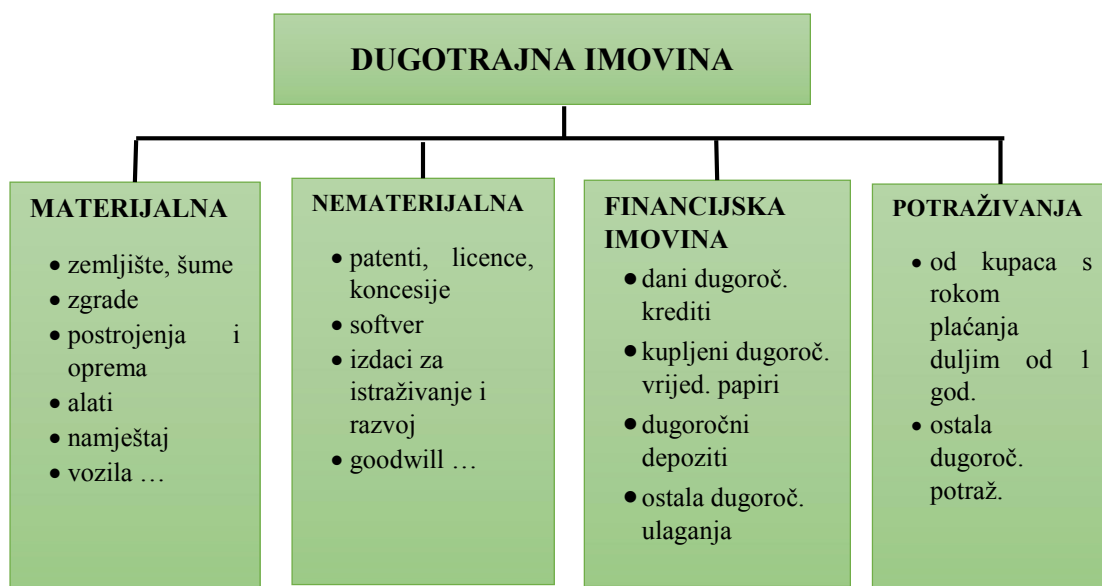 DUGOTRAJNA IMOVINA
MATERIJALNA
• zemljište, šume
• zgrade
• postrojenja i
oprema
• alati
• namještaj
• vozila …
NEMATERIJALNA
• patenti, licence,
koncesije
• softver
• izdaci za
istraživanje i
razvoj
• goodwill …
FINANCIJSKA
IMOVINA
• dani dugoroč.
krediti
• kupljeni dugoroč.
vrijed. papiri
• dugoročni
depoziti
• ostala dugoroč.
ulaganja
POTRAŽIVANJA
• od kupaca s
rokom
plaćanja
duljim od 1
god.
• ostala
dugoroč.
potraž.